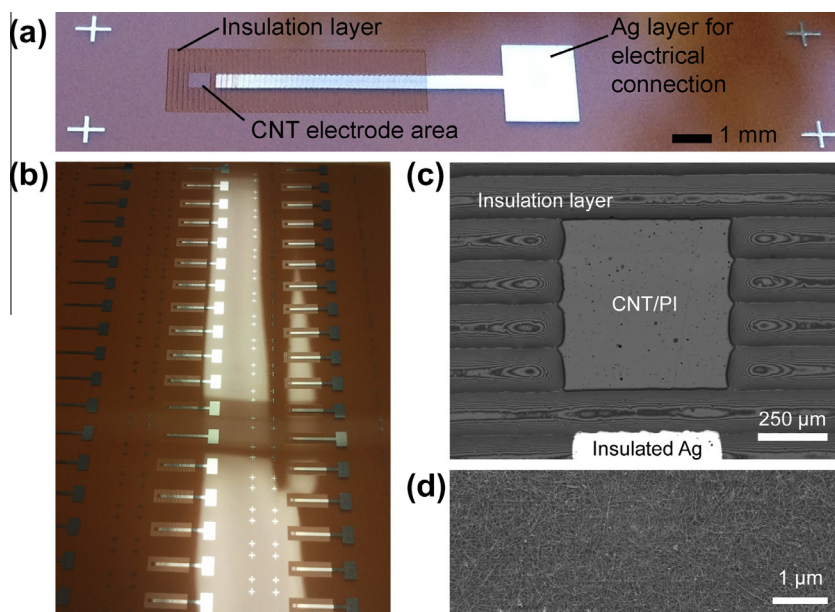 (a)
Insulation layer
Ag layer for
electrical
connection
CNT electrode area
1 mm
(b)
(c)
Insulation layer
CNT/PI
250 µm
Insulated Ag
(d)
1 µm